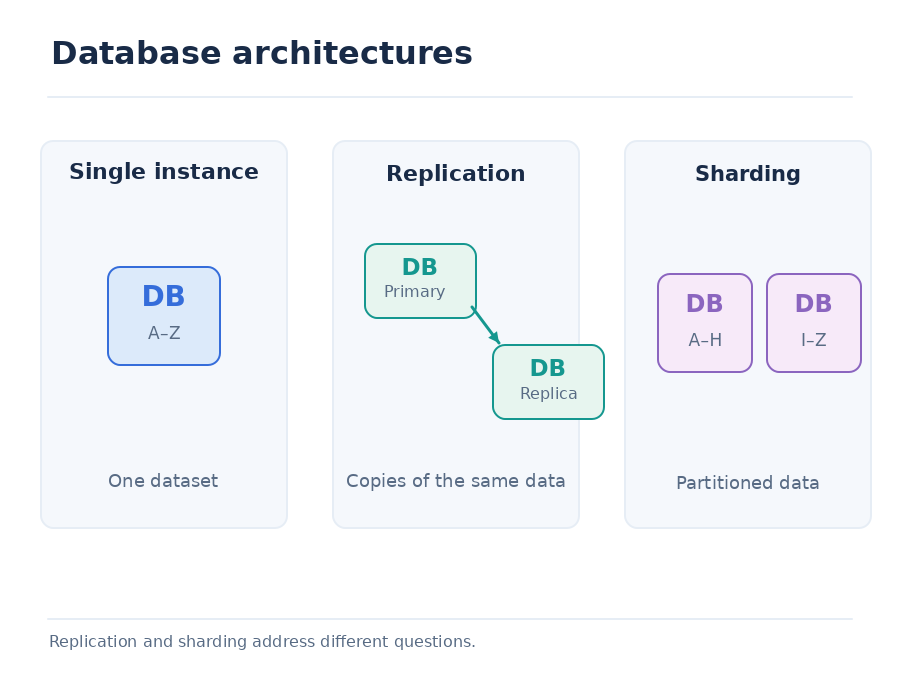 Database architectures
Single instance
DB
A–Z
One dataset
Replication
DB
Primary
DB
Replica
Copies of the same data
Sharding
DB
A–H
DB
I–Z
Partitioned data
Replication and sharding address different questions.